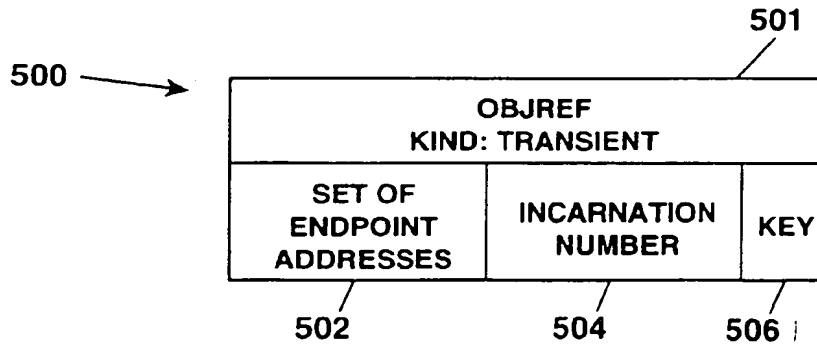 501
500
OBJREF
KIND: TRANSIENT
SET OF
ENDPOINT
ADDRESSES
INCARNATION
NUMBER
KEY
502
504
506